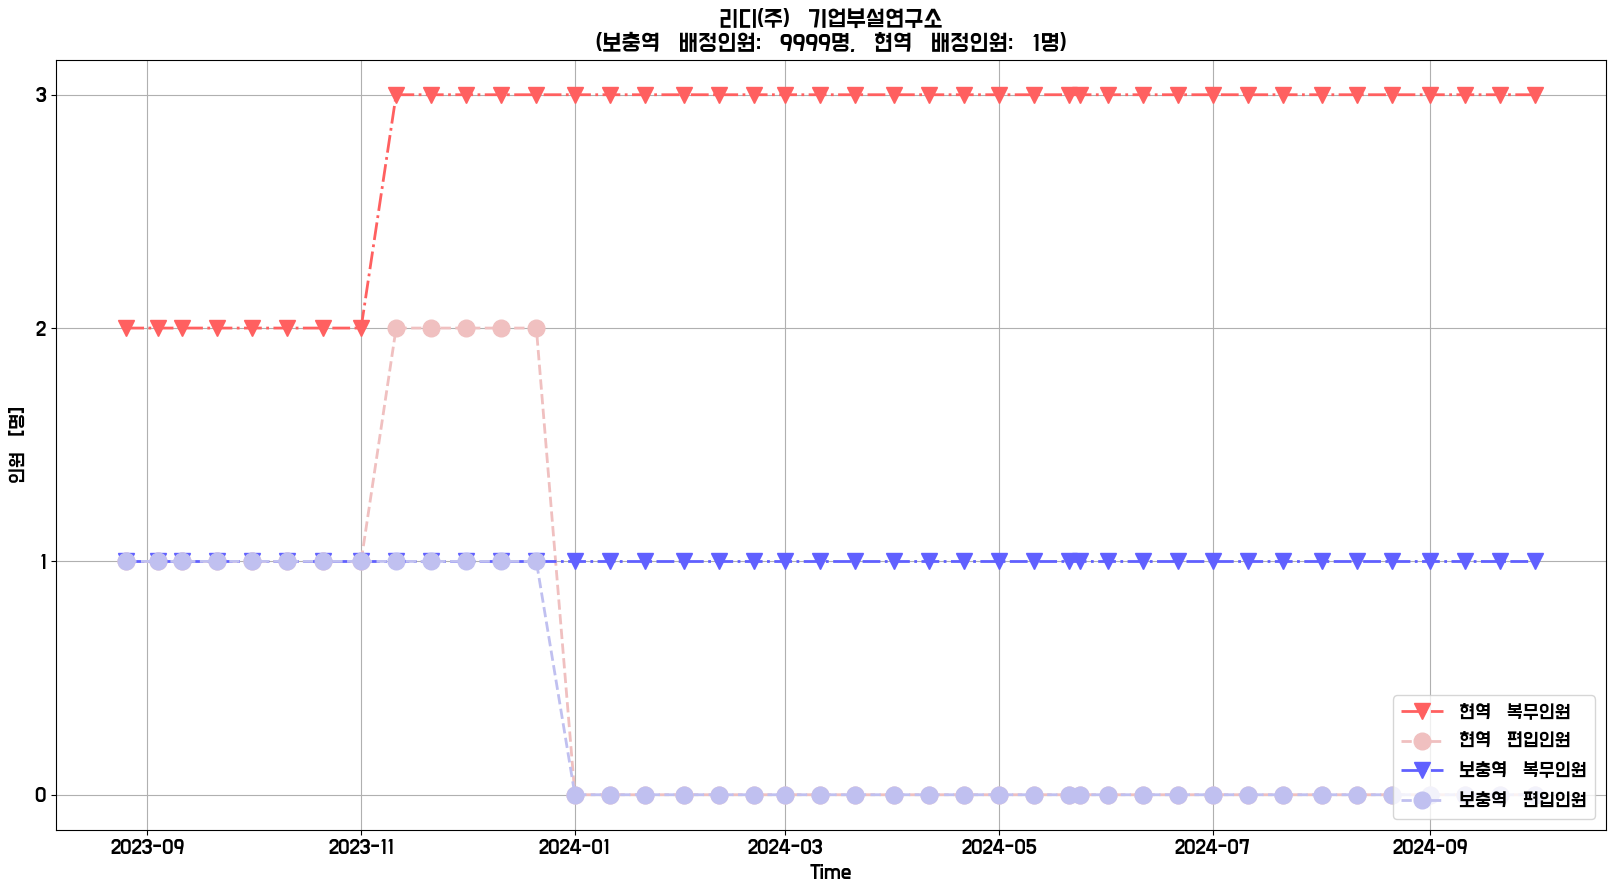 리디(주) 기업부설연구소
(보충역 배정인원: 9999명, 현역 배정인원: 1명)
3
2
1
0
인원 [명]
2023-09
2023-11
2024-01
2024-03
2024-05
2024-07
2024-09
Time
현역 복무인원
현역 편입인원
보충역 복무인원
보충역 편입인원